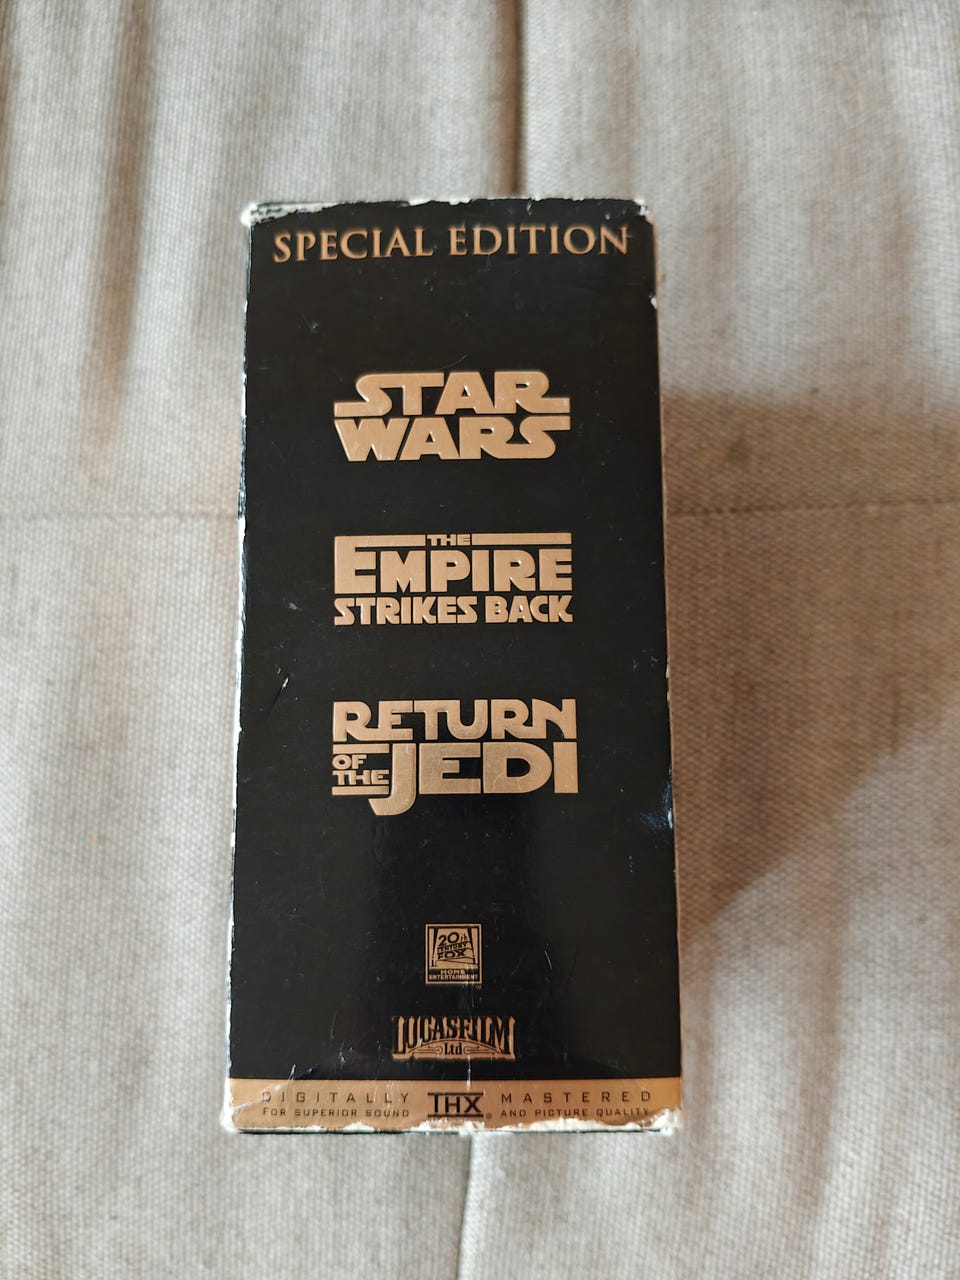 SPECIAL EDITION
STAR
WARS
THE
EMPIRE
STRIKES BACK
RETURN
OF
THE
JEDI
20th
CENTURY
FOX
HOME
ENTERTAINMENT
LUCASFILM
Ltd
DIGITALLY THX MASTERED
FOR SUPERIOR SOUND ® AND PICTURE QUALITY